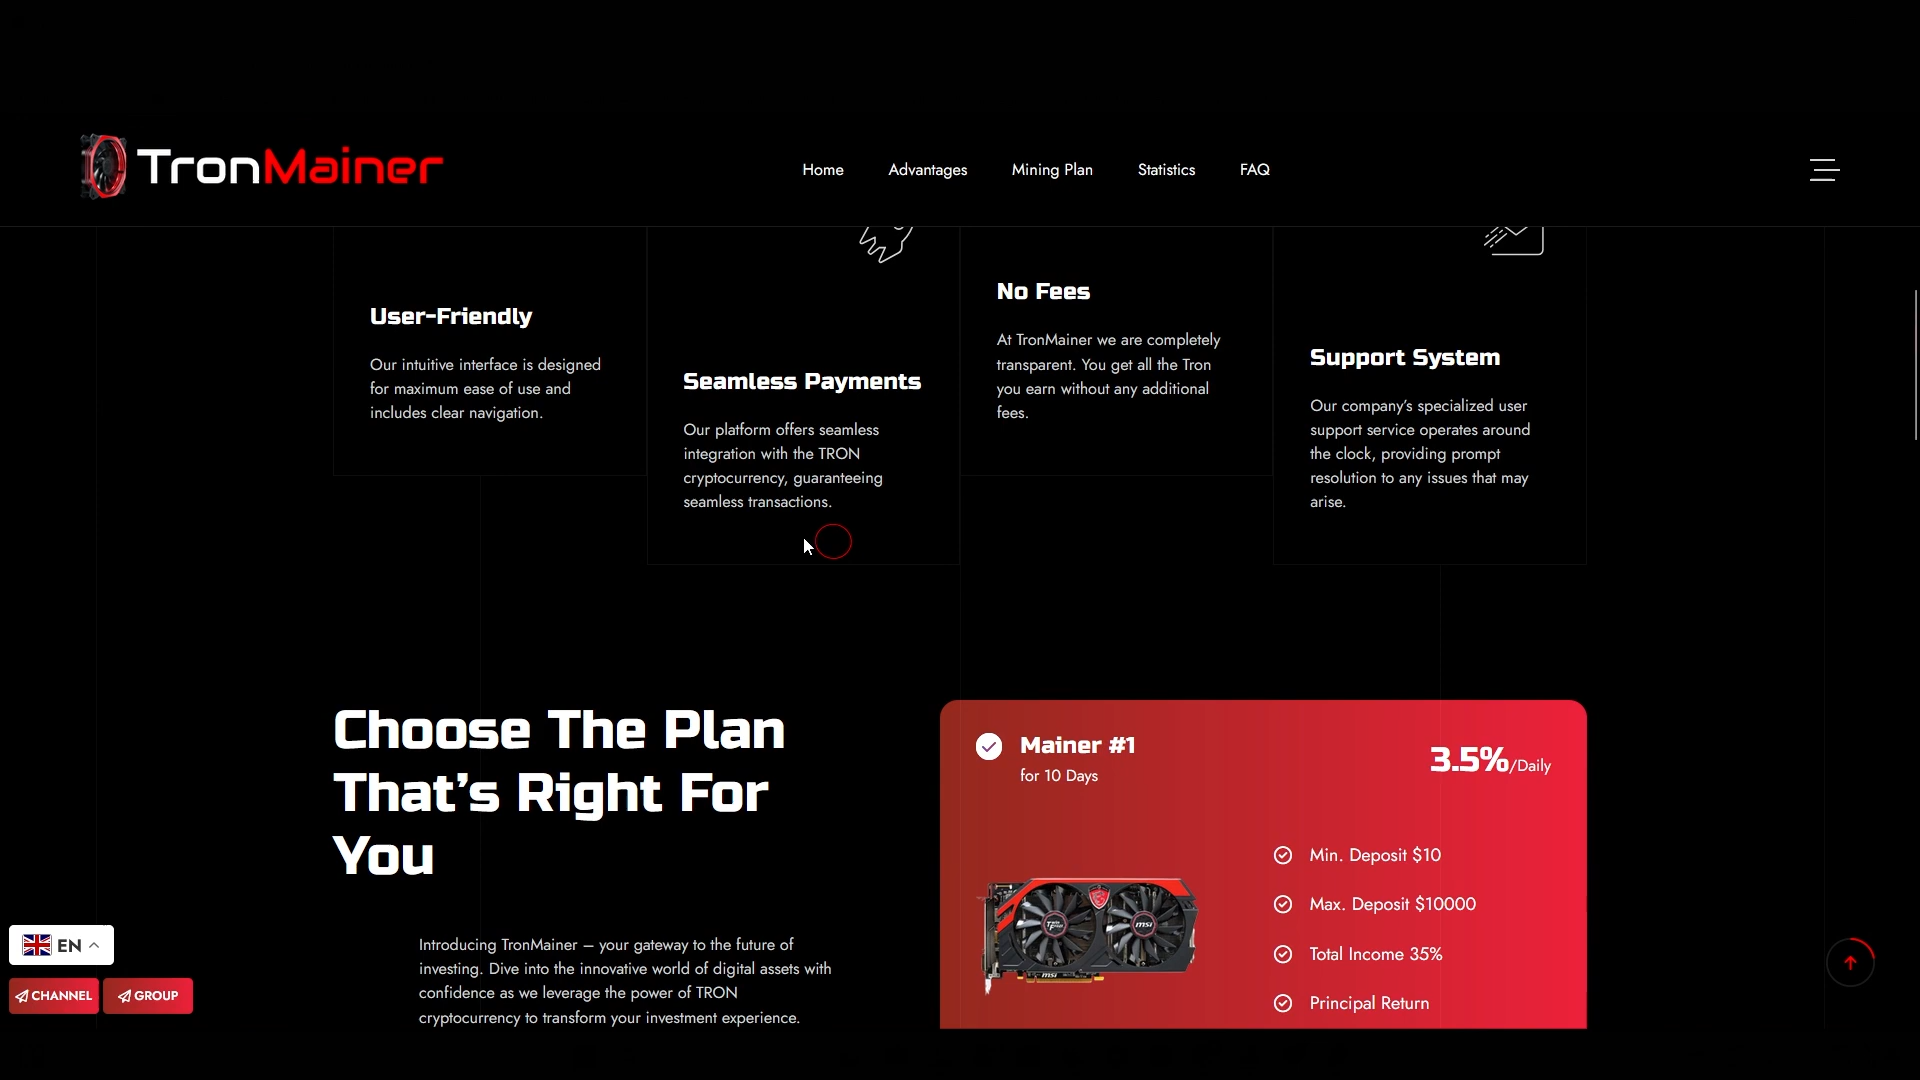 TronMainer
Home
Advantages
Mining Plan
Statistics
FAQ
User-Friendly
Our intuitive interface is designed
for maximum ease of use and
includes clear navigation.
Seamless Payments
Our platform offers seamless
integration with the TRON
cryptocurrency, guaranteeing
seamless transactions.
No Fees
At TronMainer we are completely
transparent. You get all the Tron
you earn without any additional
fees.
Support System
Our company’s specialized user
support service operates around
the clock, providing prompt
resolution to any issues that may
arise.
Choose The Plan
That’s Right For
You
Introducing TronMainer – your gateway to the future of
investing. Dive into the innovative world of digital assets with
confidence as we leverage the power of TRON
cryptocurrency to transform your investment experience.
Mainer #1
for 10 Days
3.5%/Daily
Min. Deposit $10
Max. Deposit $10000
Total Income 35%
Principal Return
msi
msi
EN
CHANNEL
GROUP